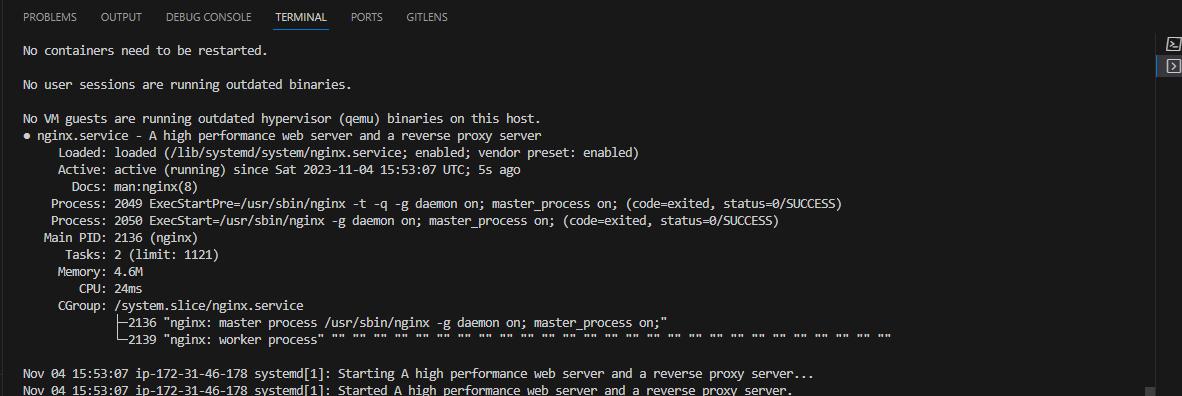 PROBLEMS OUTPUT DEBUG CONSOLE TERMINAL PORTS GITLENS
No containers need to be restarted.
No user sessions are running outdated binaries.
No VM guests are running outdated hypervisor (qemu) binaries on this host.
● nginx.service - A high performance web server and a reverse proxy server
Loaded: loaded (/lib/systemd/system/nginx.service; enabled; vendor preset: enabled)
Active: active (running) since Sat 2023-11-04 15:53:07 UTC; 5s ago
Docs: man:nginx(8)
Process: 2049 ExecStartPre=/usr/sbin/nginx -t -q -g daemon on; master_process on; (code=exited, status=0/SUCCESS)
Process: 2050 ExecStart=/usr/sbin/nginx -g daemon on; master_process on; (code=exited, status=0/SUCCESS)
Main PID: 2136 (nginx)
Tasks: 2 (limit: 1121)
Memory: 4.6M
CPU: 24ms
CGroup: /system.slice/nginx.service
├─2136 "nginx: master process /usr/sbin/nginx -g daemon on; master_process on;"
└─2139 "nginx: worker process" "" "" "" "" "" "" "" "" "" "" "" "" "" "" "" "" "" "" "" "" "" "" "" "" "" "" ""
Nov 04 15:53:07 ip-172-31-46-178 systemd[1]: Starting A high performance web server and a reverse proxy server...
Nov 04 15:53:07 ip-172-31-46-178 systemd[1]: Started A high performance web server and a reverse proxy server.